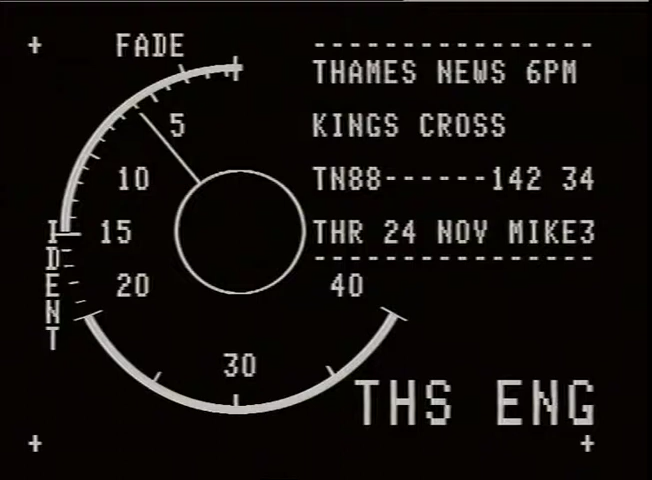 FADE
----------------
THAMES NEWS 6PM
KINGS CROSS
TN88------142 34
THR 24 NOV MIKE3
----------------
5
10
15
20
30
40
IDENT
THS ENG